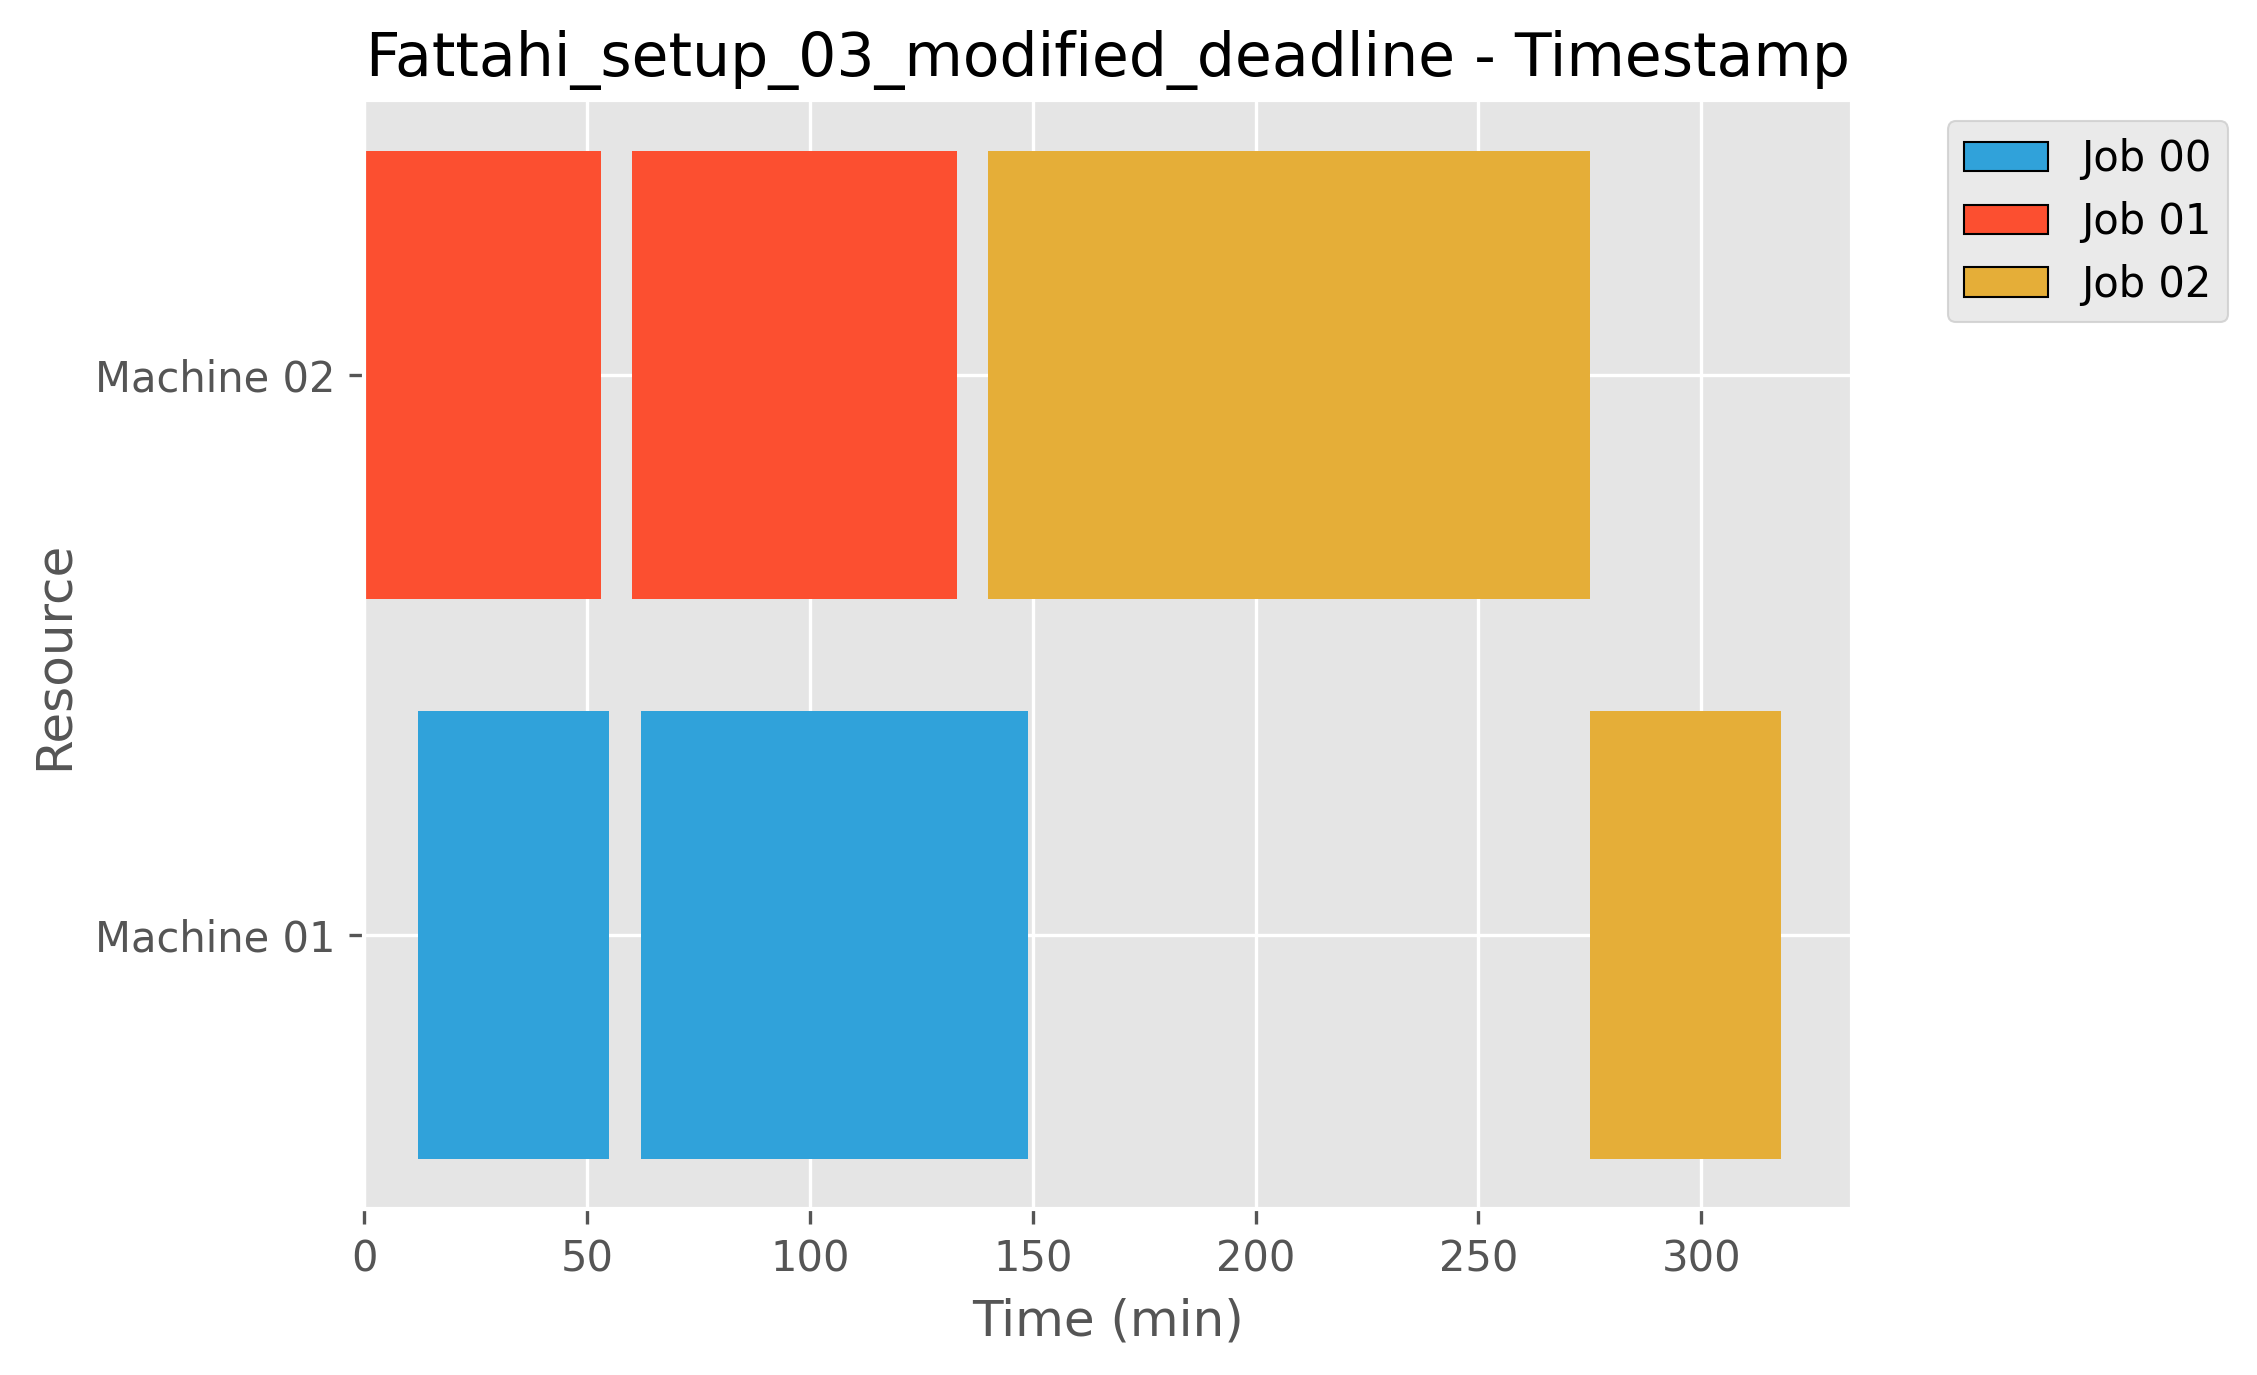 Fattahi_setup_03_modified_deadline - Timestamp
Job 00
Job 01
Job 02
Machine 02
Machine 01
Resource
0 50 100 150 200 250 300
Time (min)